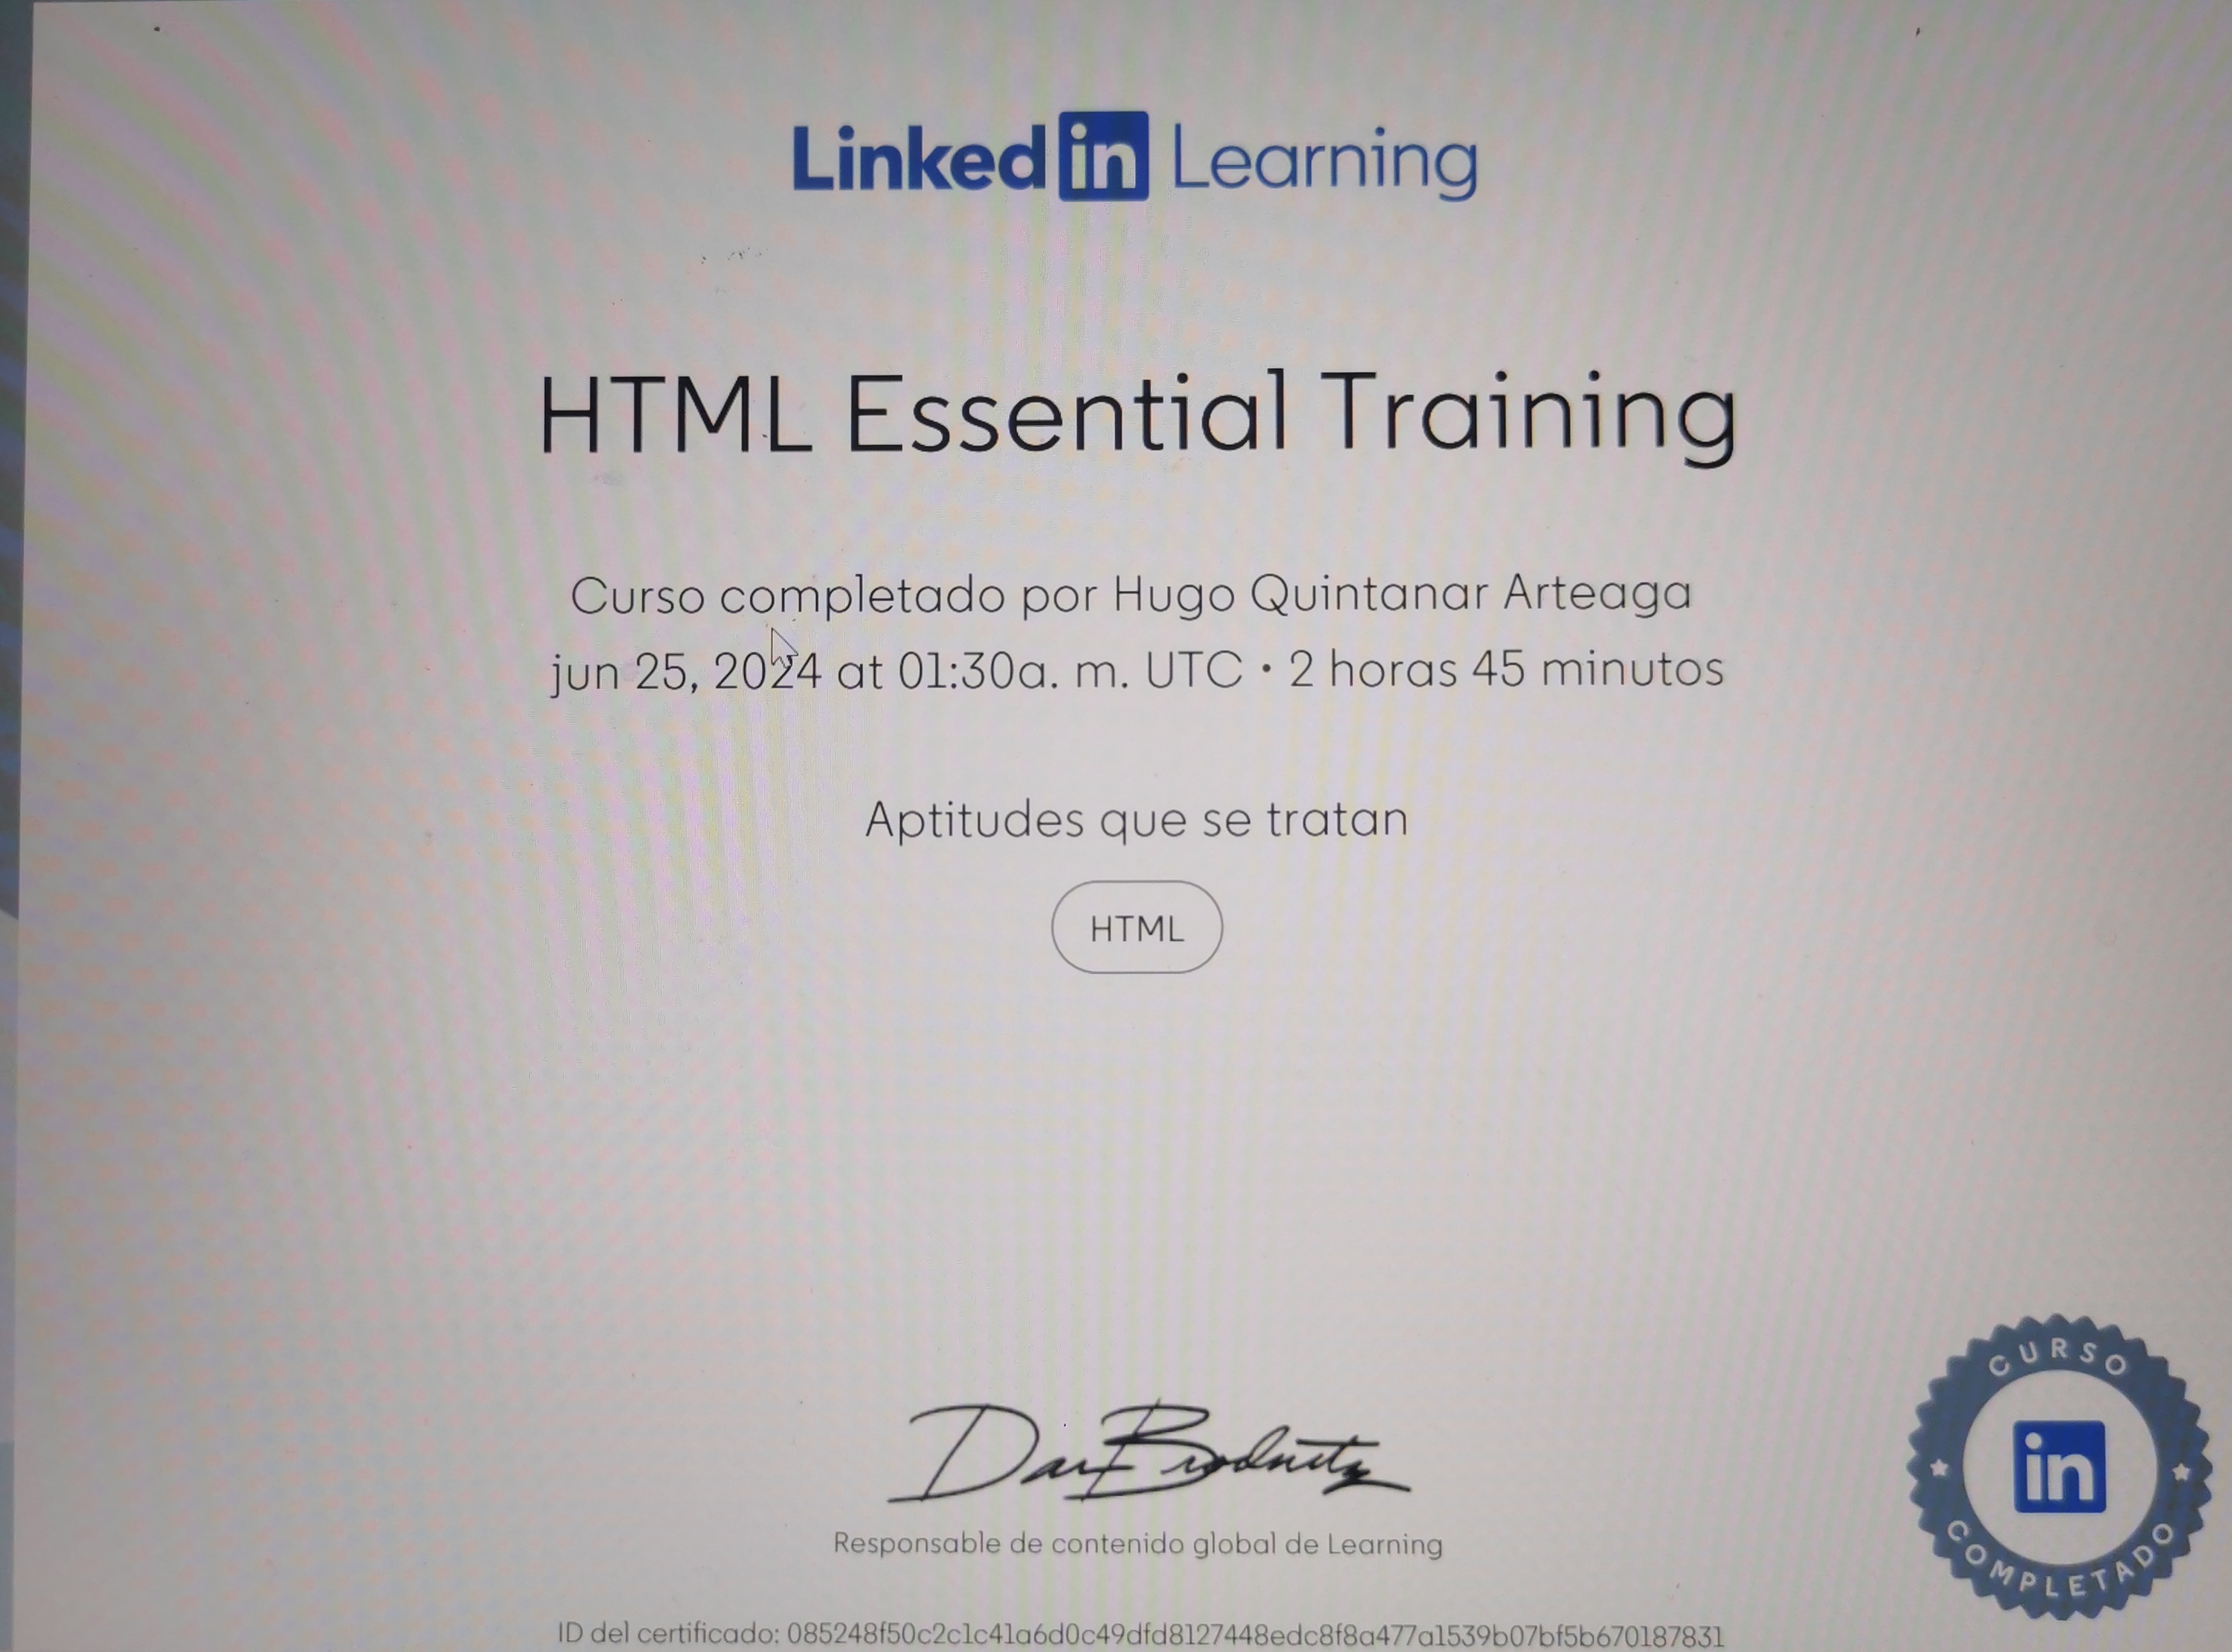 Linked in Learning
HTML Essential Training
Curso completado por Hugo Quintanar Arteaga
jun 25, 2024 at 01:30a. m. UTC • 2 horas 45 minutos
Aptitudes que se tratan
HTML
Responsable de contenido global de Learning
CURSO
in
COMPLETADO
ID del certificado: 085248f50c2c1c41a6d0c49dfd8127448edc8f8a477a1539b07bf5b670187831